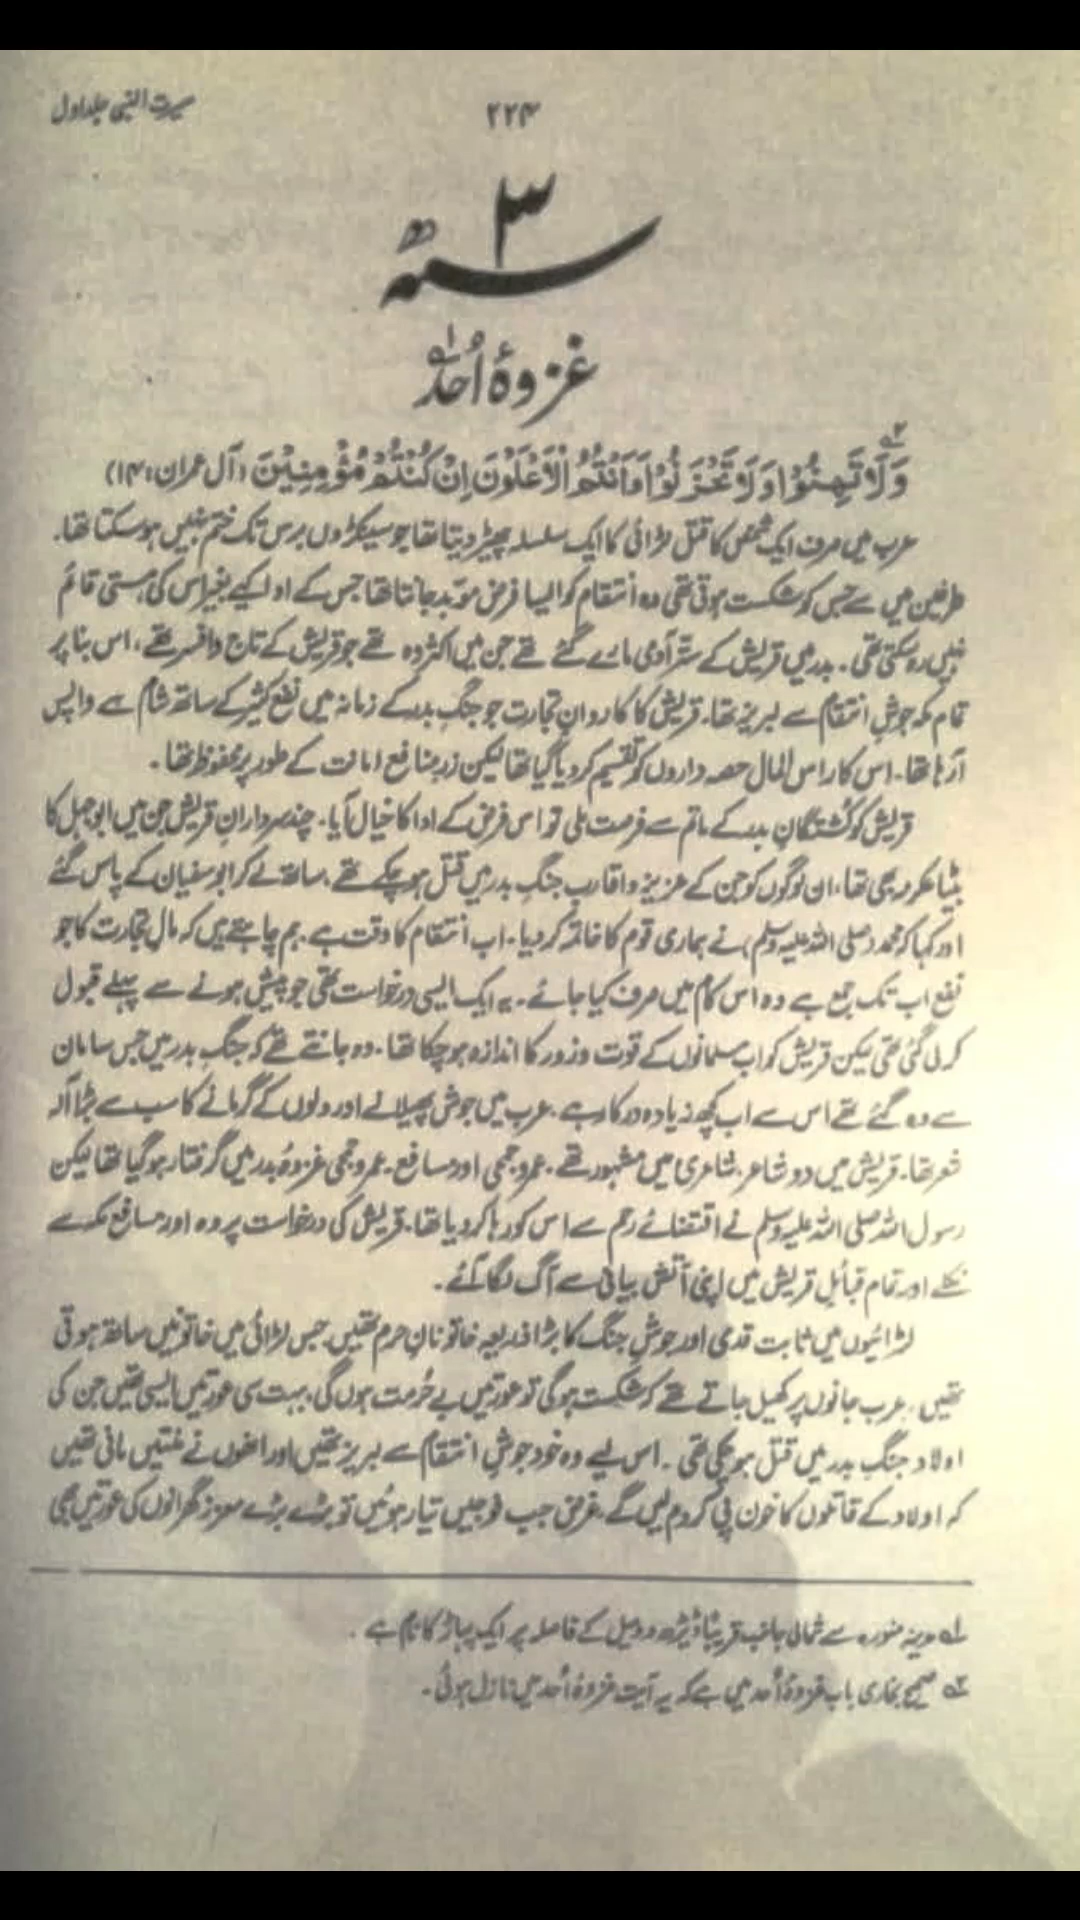 سیرت النبی جلد اول
۲۲۴
سنہ ۳ ھ
غزوۂ اُحد ؎۱
وَلَا تَهِنُوْا وَلَا تَحْزَنُوْا وَاَنْتُمُ الْاَعْلَوْنَ اِنْ كُنْتُمْ مُّؤْمِنِيْنَ (آل عمران:۱۴) ؎۲
عرب میں صرف ایک شخص کا قتل لڑائی کا ایک سلسلہ چھیڑ دیتا تھا جو سینکڑوں برس تک ختم نہیں ہو سکتا تھا۔
طرفین میں سے جس کو شکست ہوتی تھی وہ انتقام کو ایسا فرض مؤبد جانتا تھا جس کے ادا کیے بغیر اس کی ہستی قائم
نہیں رہ سکتی تھی۔ بدر میں قریش کے ستّر آدمی مارے گئے تھے جن میں اکثر وہ تھے جو قریش کے تاج و افسر تھے، اس بنا پر
تمام مکہ جوشِ انتقام سے لبریز تھا۔ قریش کا کاروانِ تجارت جو جنگِ بدر کے زمانہ میں نفع کثیر کے ساتھ شام سے واپس
آ رہا تھا۔ اس کا راس المال حصہ داروں کو تقسیم کر دیا گیا تھا لیکن زرِ منافع امانت کے طور پر محفوظ تھا۔
قریش کو کُشتگانِ بدر کے ماتم سے فرصت ملی تو اس فرض کے ادا کا خیال آیا۔ چند سردارانِ قریش جن میں ابوجہل کا
بیٹا عکرمہ بھی تھا، ان لوگوں کو جن کے عزیز و اقارب جنگِ بدر میں قتل ہو چکے تھے، ساتھ لے کر ابوسفیان کے پاس گئے
اور کہا کہ محمد (صلی اللہ علیہ وسلم) نے ہماری قوم کا خاتمہ کر دیا۔ اب انتقام کا وقت ہے، ہم چاہتے ہیں کہ مالِ تجارت کا جو
نفع اب تک جمع ہے وہ اس کام میں صرف کیا جائے۔ یہ ایک ایسی درخواست تھی جو پیش ہونے سے پہلے قبول
کر لی گئی تھی لیکن قریش کو اب مسلمانوں کے قوت و زور کا اندازہ ہو چکا تھا۔ وہ جانتے تھے کہ جنگِ بدر میں جس سامان
سے وہ گئے تھے اس سے اب کچھ زیادہ درکار ہے۔ عرب میں جوش پھیلانے اور دلوں کے گرمانے کا سب سے بڑا آلہ
شعر تھا۔ قریش میں دو شاعر، شاعری میں مشہور تھے۔ عمرو جمحی اور مسافع۔ عمرو جمحی غزوۂ بدر میں گرفتار ہو گیا تھا لیکن
رسول اللہ صلی اللہ علیہ وسلم نے اقتضائے رحم سے اس کو رہا کر دیا تھا۔ قریش کی درخواست پر وہ اور مسافع مکہ سے
نکلے اور تمام قبائلِ قریش میں اپنی آتش بیانی سے آگ لگا آئے۔
لڑائیوں میں ثابت قدمی اور جوشِ جنگ کا بڑا ذریعہ خاتونانِ حرم تھیں۔ جس لڑائی میں خاتونیں ساتھ ہوتی
تھیں، عرب جانوں پر کھیل جاتے تھے کہ شکست ہوگی تو عورتیں بے حُرمت ہوں گی، بہت سی عورتیں ایسی تھیں جن کی
اولاد جنگِ بدر میں قتل ہو چکی تھی۔ اس لیے وہ خود جوشِ انتقام سے لبریز تھیں اور انھوں نے منتیں مانی تھیں
کہ اولاد کے قاتلوں کا خون پی کر دم لیں گے، غرض جب فوجیں تیار ہوئیں تو بڑے بڑے معزز گھرانوں کی عورتیں بھی
؎۱ مدینہ منورہ سے شمالی جانب قریباً ڈیڑھ دو میل کے فاصلہ پر ایک پہاڑ کا نام ہے۔
؎۲ صحیح بخاری باب غزوۂ اُحد میں ہے کہ یہ آیت غزوۂ اُحد میں نازل ہوئی۔